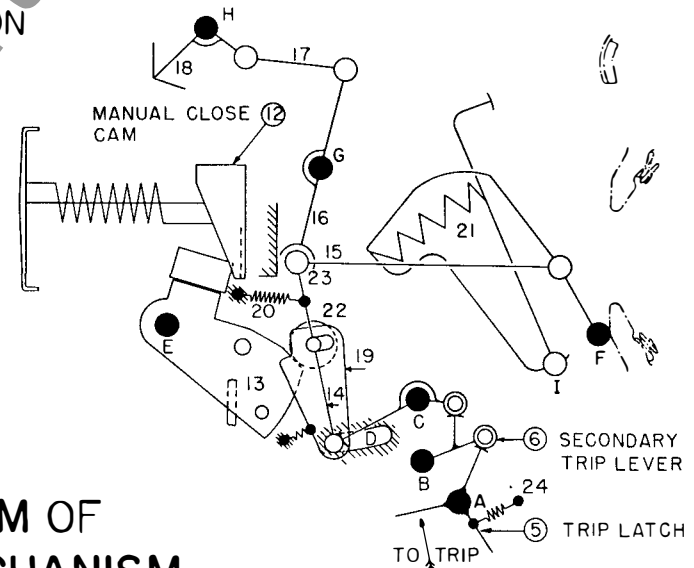 ON
H
17
18
MANUAL CLOSE 12
CAM
G
16
15
21
23
20
22
E
19
F
I
13
14
C
D
6 SECONDARY
TRIP LEVER
B
A
24
5 TRIP LATCH
M OF
CHANISM
TO TRIP